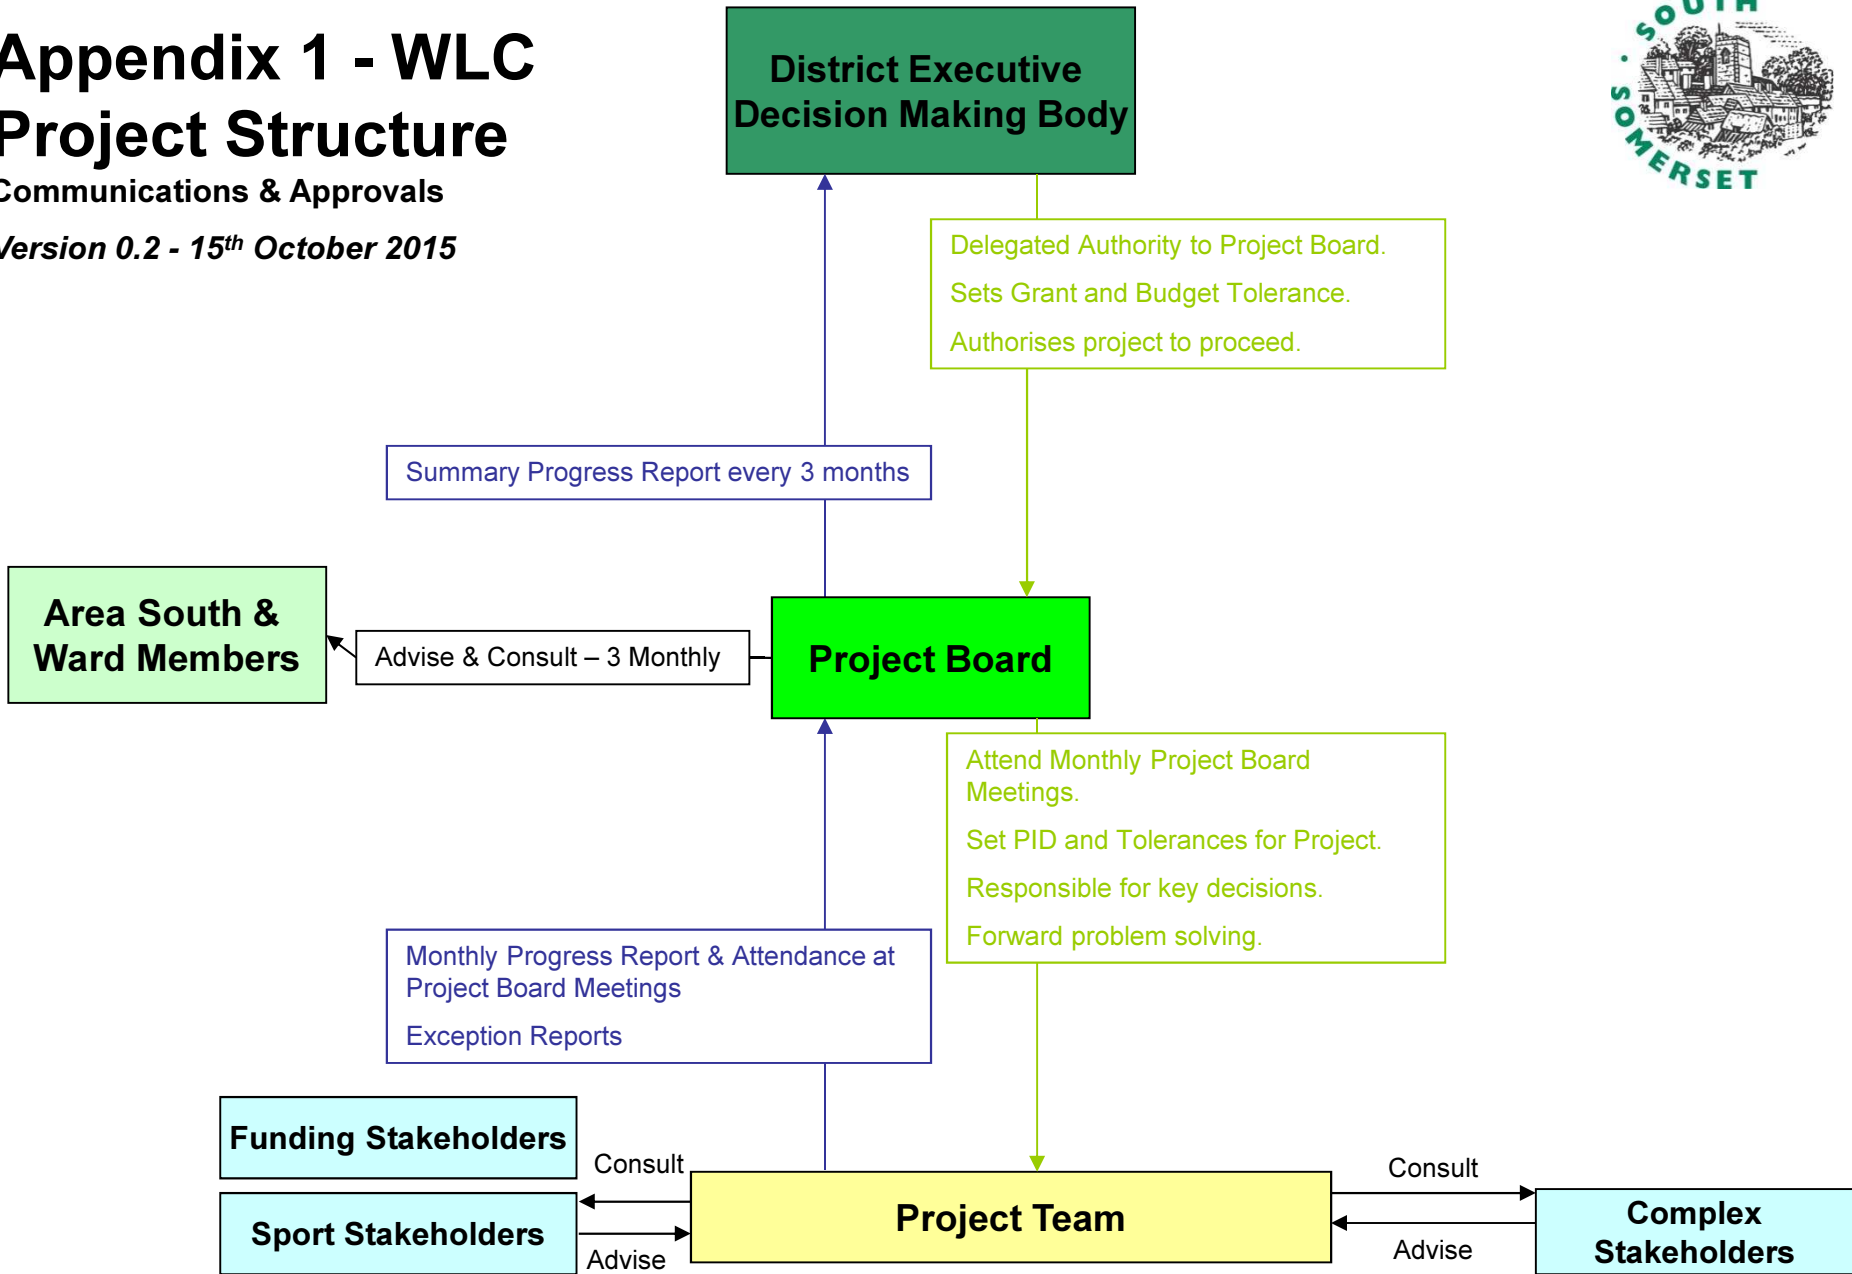 Appendix 1 - WLC
Project Structure
Communications & Approvals
Version 0.2 - 15th October 2015
District Executive
Decision Making Body
SOUTH SOMERSET
Delegated Authority to Project Board.
Sets Grant and Budget Tolerance.
Authorises project to proceed.
Summary Progress Report every 3 months
Area South &
Ward Members
Advise & Consult – 3 Monthly
Project Board
Attend Monthly Project Board
Meetings.
Set PID and Tolerances for Project.
Responsible for key decisions.
Forward problem solving.
Monthly Progress Report & Attendance at
Project Board Meetings
Exception Reports
Funding Stakeholders
Consult
Sport Stakeholders
Advise
Project Team
Consult
Advise
Complex
Stakeholders